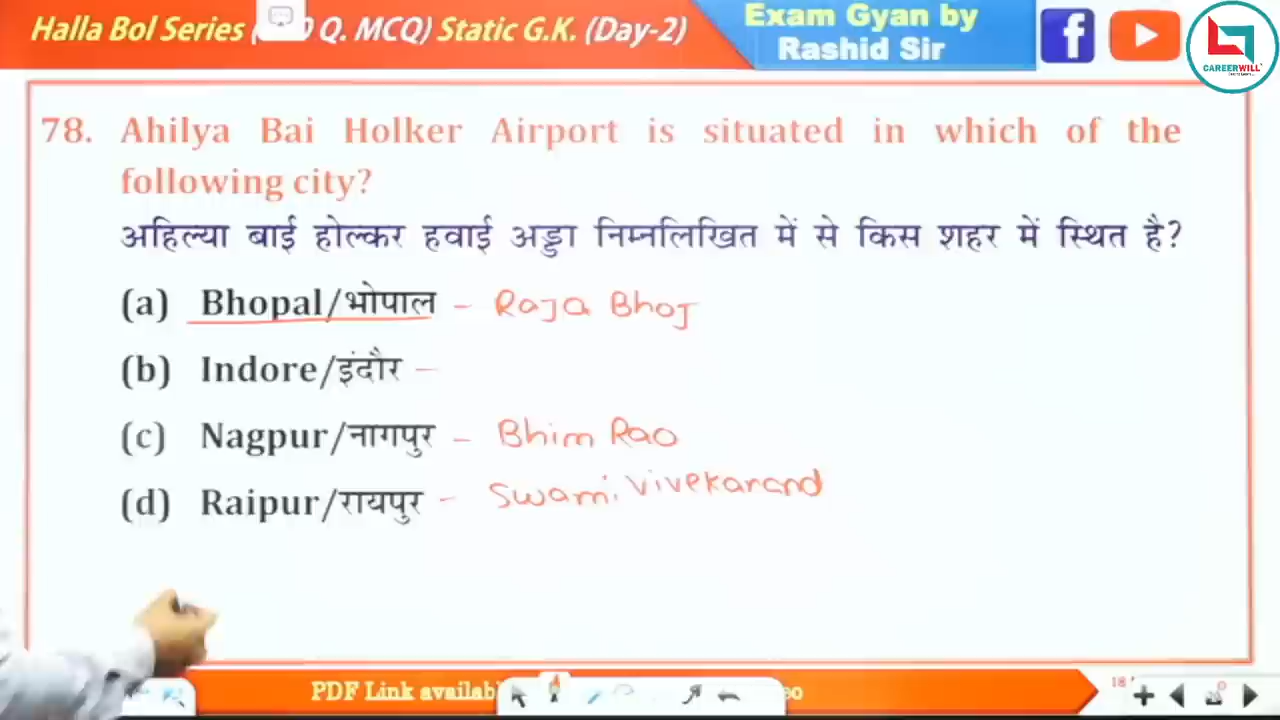 Halla Bol Series ( 0 Q. MCQ) Static G.K. (Day-2)
Exam Gyan by
Rashid Sir
CAREERWILL
78. Ahilya Bai Holker Airport is situated in which of the
following city?
अहिल्या बाई होल्कर हवाई अड्डा निम्नलिखित में से किस शहर में स्थित है?
(a) Bhopal/भोपाल - Raja Bhoj
(b) Indore/इंदौर -
(c) Nagpur/नागपुर - Bhim Rao
(d) Raipur/रायपुर - Swami Vivekanand
PDF Link